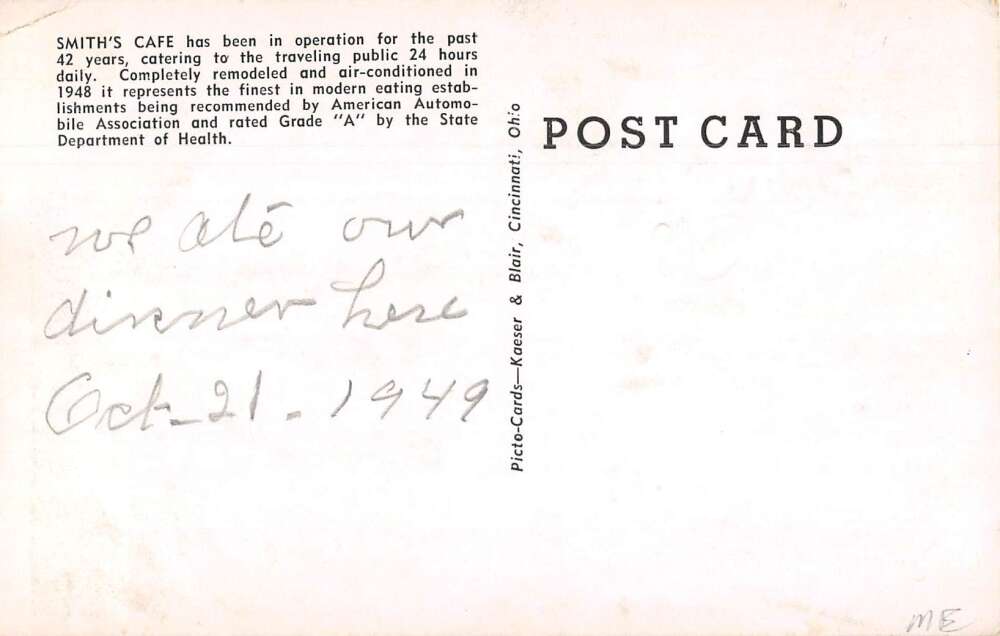 SMITH'S CAFE has been in operation for the past
42 years, catering to the traveling public 24 hours
daily. Completely remodeled and air-conditioned in
1948 it represents the finest in modern eating estab-
lishments being recommended by American Automo-
bile Association and rated Grade "A" by the State
Department of Health.
we ate our
dinner here
Oct-21-1949
Picto-Cards—Kaeser & Blair, Cincinnati, Ohio
POST CARD
ME